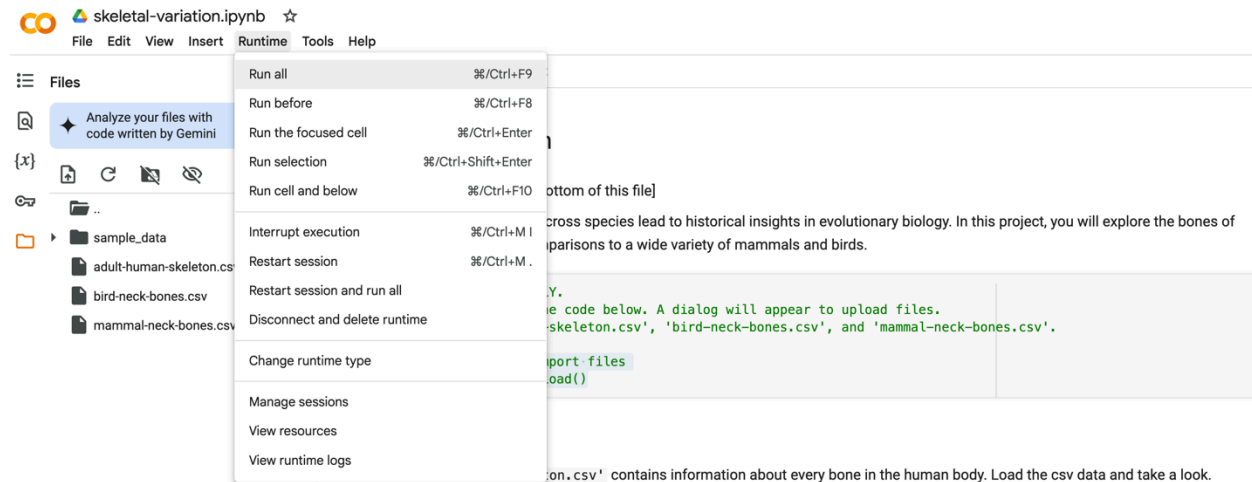 skeletal-variation.ipynb
File Edit View Insert Runtime Tools Help
Files
Analyze your files with
code written by Gemini
{x}
..
sample_data
adult-human-skeleton.cs
bird-neck-bones.csv
mammal-neck-bones.csv
Run all ⌘/Ctrl+F9
Run before ⌘/Ctrl+F8
Run the focused cell ⌘/Ctrl+Enter
Run selection ⌘/Ctrl+Shift+Enter
Run cell and below ⌘/Ctrl+F10
Interrupt execution ⌘/Ctrl+M I
Restart session ⌘/Ctrl+M .
Restart session and run all
Disconnect and delete runtime
Change runtime type
Manage sessions
View resources
View runtime logs
ottom of this file]
cross species lead to historical insights in evolutionary biology. In this project, you will explore the bones of
parisons to a wide variety of mammals and birds.
Y.
e code below. A dialog will appear to upload files.
-skeleton.csv', 'bird-neck-bones.csv', and 'mammal-neck-bones.csv'.
mport files
load()
on.csv' contains information about every bone in the human body. Load the csv data and take a look.